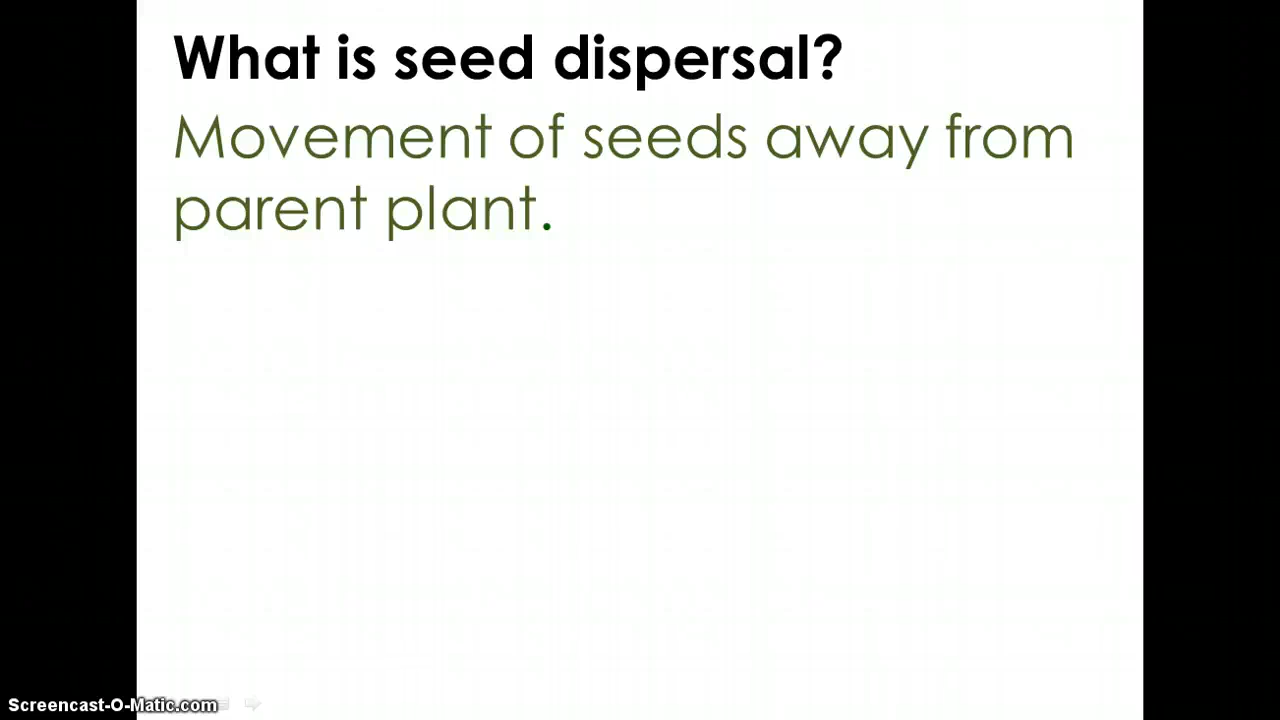 What is seed dispersal?
Movement of seeds away from
parent plant.
Screencast-O-Matic.com